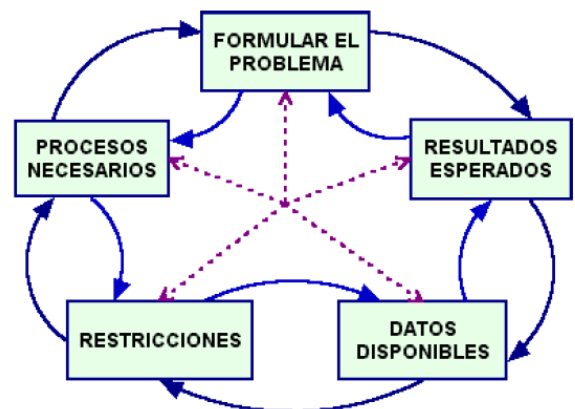 FORMULAR EL
PROBLEMA
PROCESOS
NECESARIOS
RESULTADOS
ESPERADOS
RESTRICCIONES
DATOS
DISPONIBLES